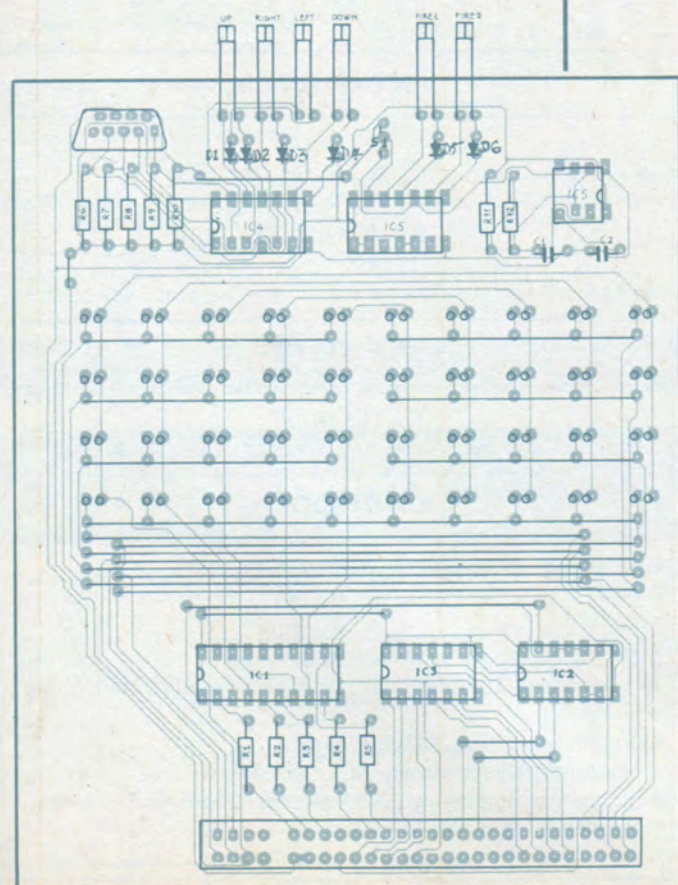 UP RIGHT LEFT DOWN FIRE1 FIRE2
D1 D2 D3 D4 S1 D5 D6
R6 R7 R8 R9 R10 IC4 IC5 R11 R12 IC5
C1 C2
IC1 IC3 IC2
R1 R2 R3 R4 R5